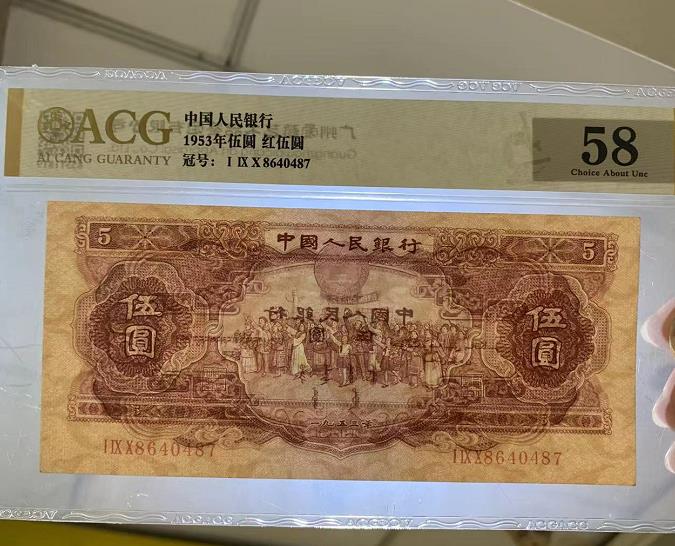 ACG
AI CANG GUARANTY
中国人民银行
1953年伍圆 红伍圆
冠号: I IX X 8640487
58
Choice About Unc
5
中國人民銀行
5
伍圓
伍圓
一九五三年
I IX X 8640487
I IX X 8640487